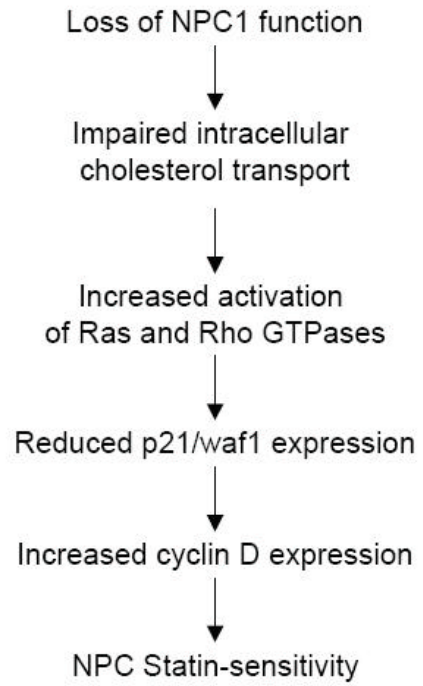 Loss of NPC1 function
Impaired intracellular
cholesterol transport
Increased activation
of Ras and Rho GTPases
Reduced p21/waf1 expression
Increased cyclin D expression
NPC Statin-sensitivity